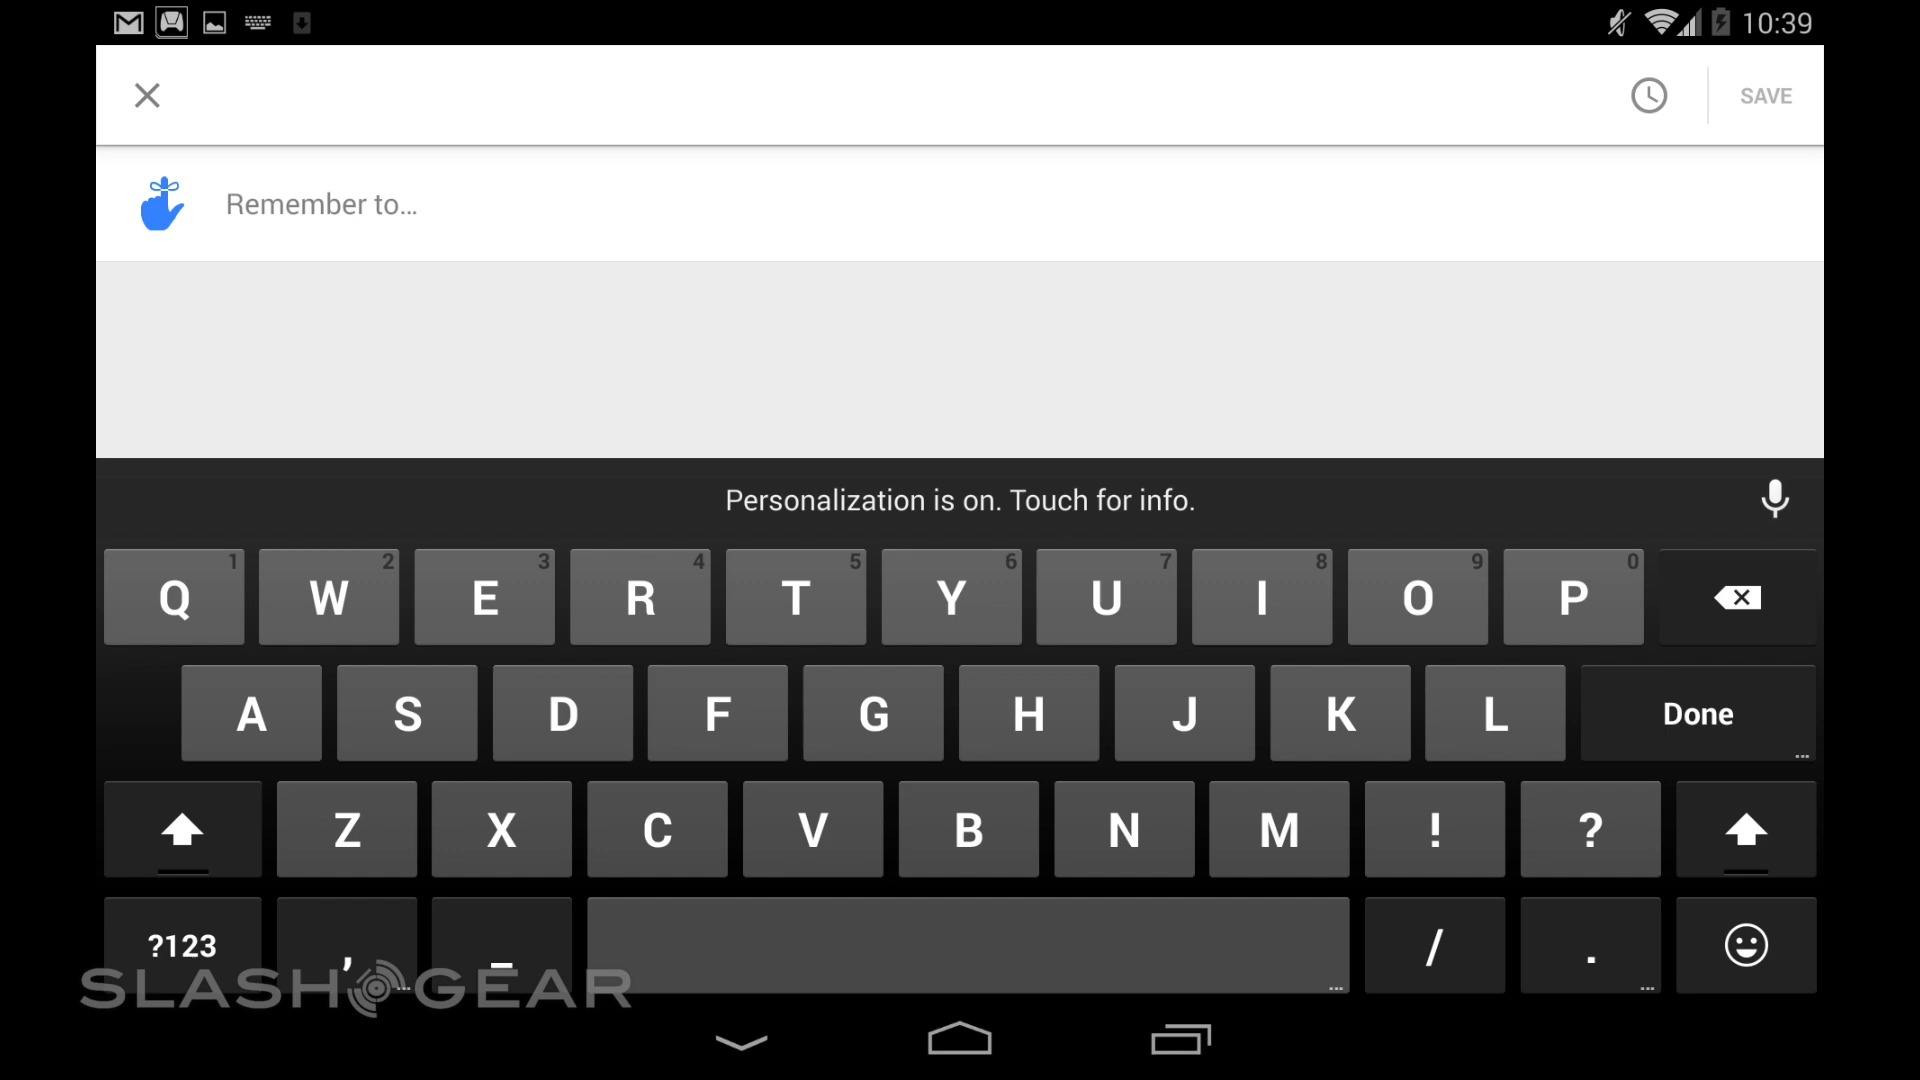 10:39
SAVE
Remember to...
Personalization is on. Touch for info.
Q 1 W 2 E 3 R 4 T 5 Y 6 U 7 I 8 O 9 P 0
A S D F G H J K L Done
Z X C V B N M ! ?
?123 , _ / .
SLASHGEAR